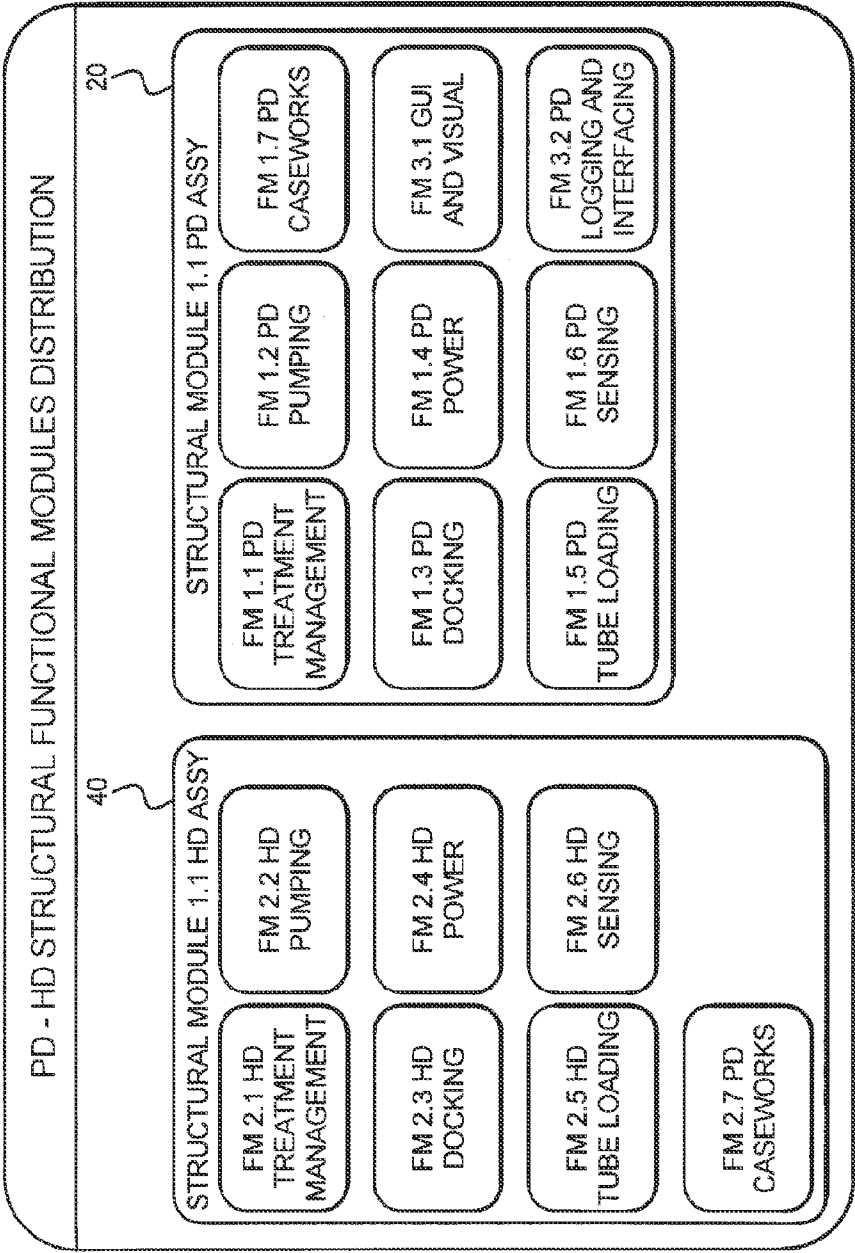 PD - HD STRUCTURAL FUNCTIONAL MODULES DISTRIBUTION
40
STRUCTURAL MODULE 1.1 HD ASSY
FM 2.1 HD
TREATMENT
MANAGEMENT
FM 2.2 HD
PUMPING
FM 2.3 HD
DOCKING
FM 2.4 HD
POWER
FM 2.5 HD
TUBE LOADING
FM 2.6 HD
SENSING
FM 2.7 PD
CASEWORKS
20
STRUCTURAL MODULE 1.1 PD ASSY
FM 1.1 PD
TREATMENT
MANAGEMENT
FM 1.2 PD
PUMPING
FM 1.7 PD
CASEWORKS
FM 1.3 PD
DOCKING
FM 1.4 PD
POWER
FM 3.1 GUI
AND VISUAL
FM 1.5 PD
TUBE LOADING
FM 1.6 PD
SENSING
FM 3.2 PD
LOGGING AND
INTERFACING